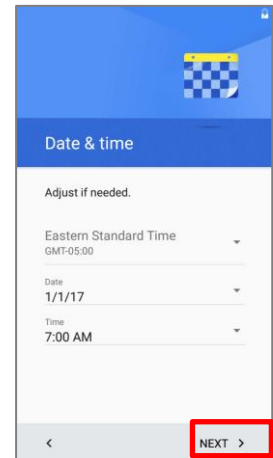 Date & time
Adjust if needed.
Eastern Standard Time
GMT-05:00
Date
1/1/17
Time
7:00 AM
< NEXT >